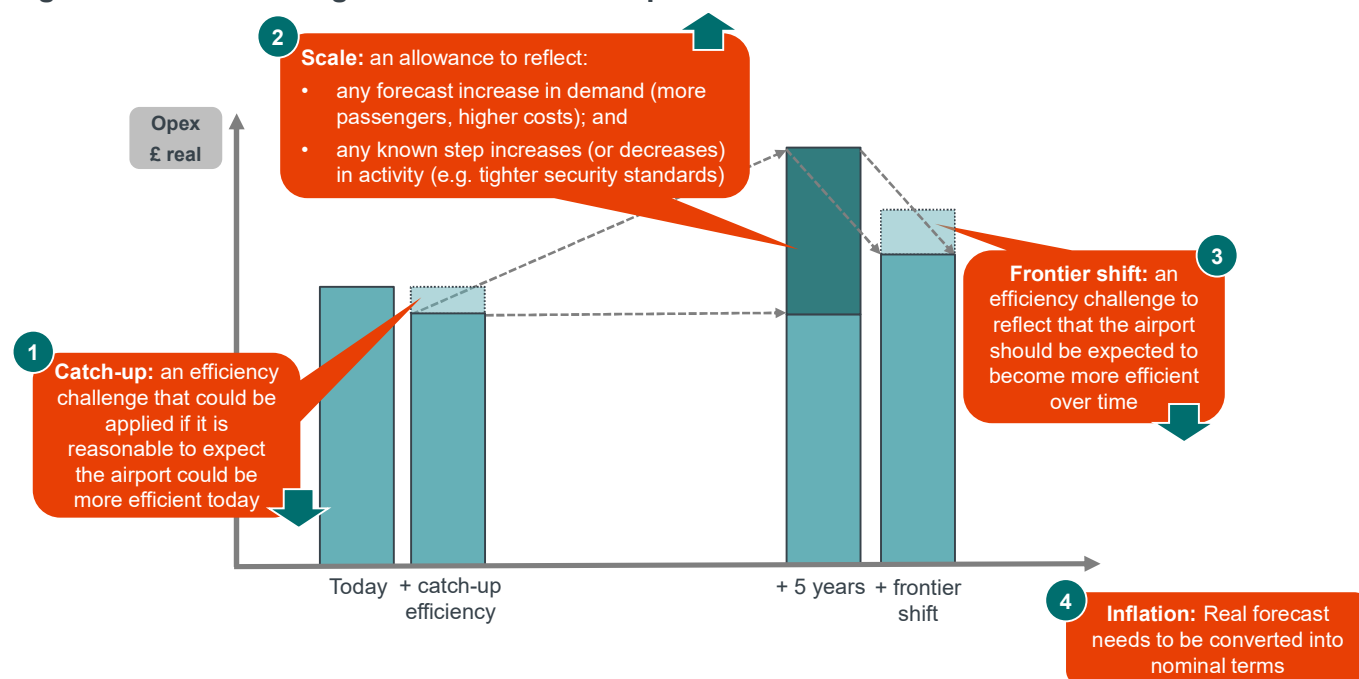 2
Scale: an allowance to reflect:
• any forecast increase in demand (more
passengers, higher costs); and
• any known step increases (or decreases)
in activity (e.g. tighter security standards)
Opex
£ real
3
Frontier shift: an
efficiency challenge to
reflect that the airport
should be expected to
become more efficient
over time
1
Catch-up: an efficiency
challenge that could be
applied if it is
reasonable to expect
the airport could be
more efficient today
Today
+ catch-up
efficiency
+ 5 years
+ frontier
shift
4
Inflation: Real forecast
needs to be converted into
nominal terms